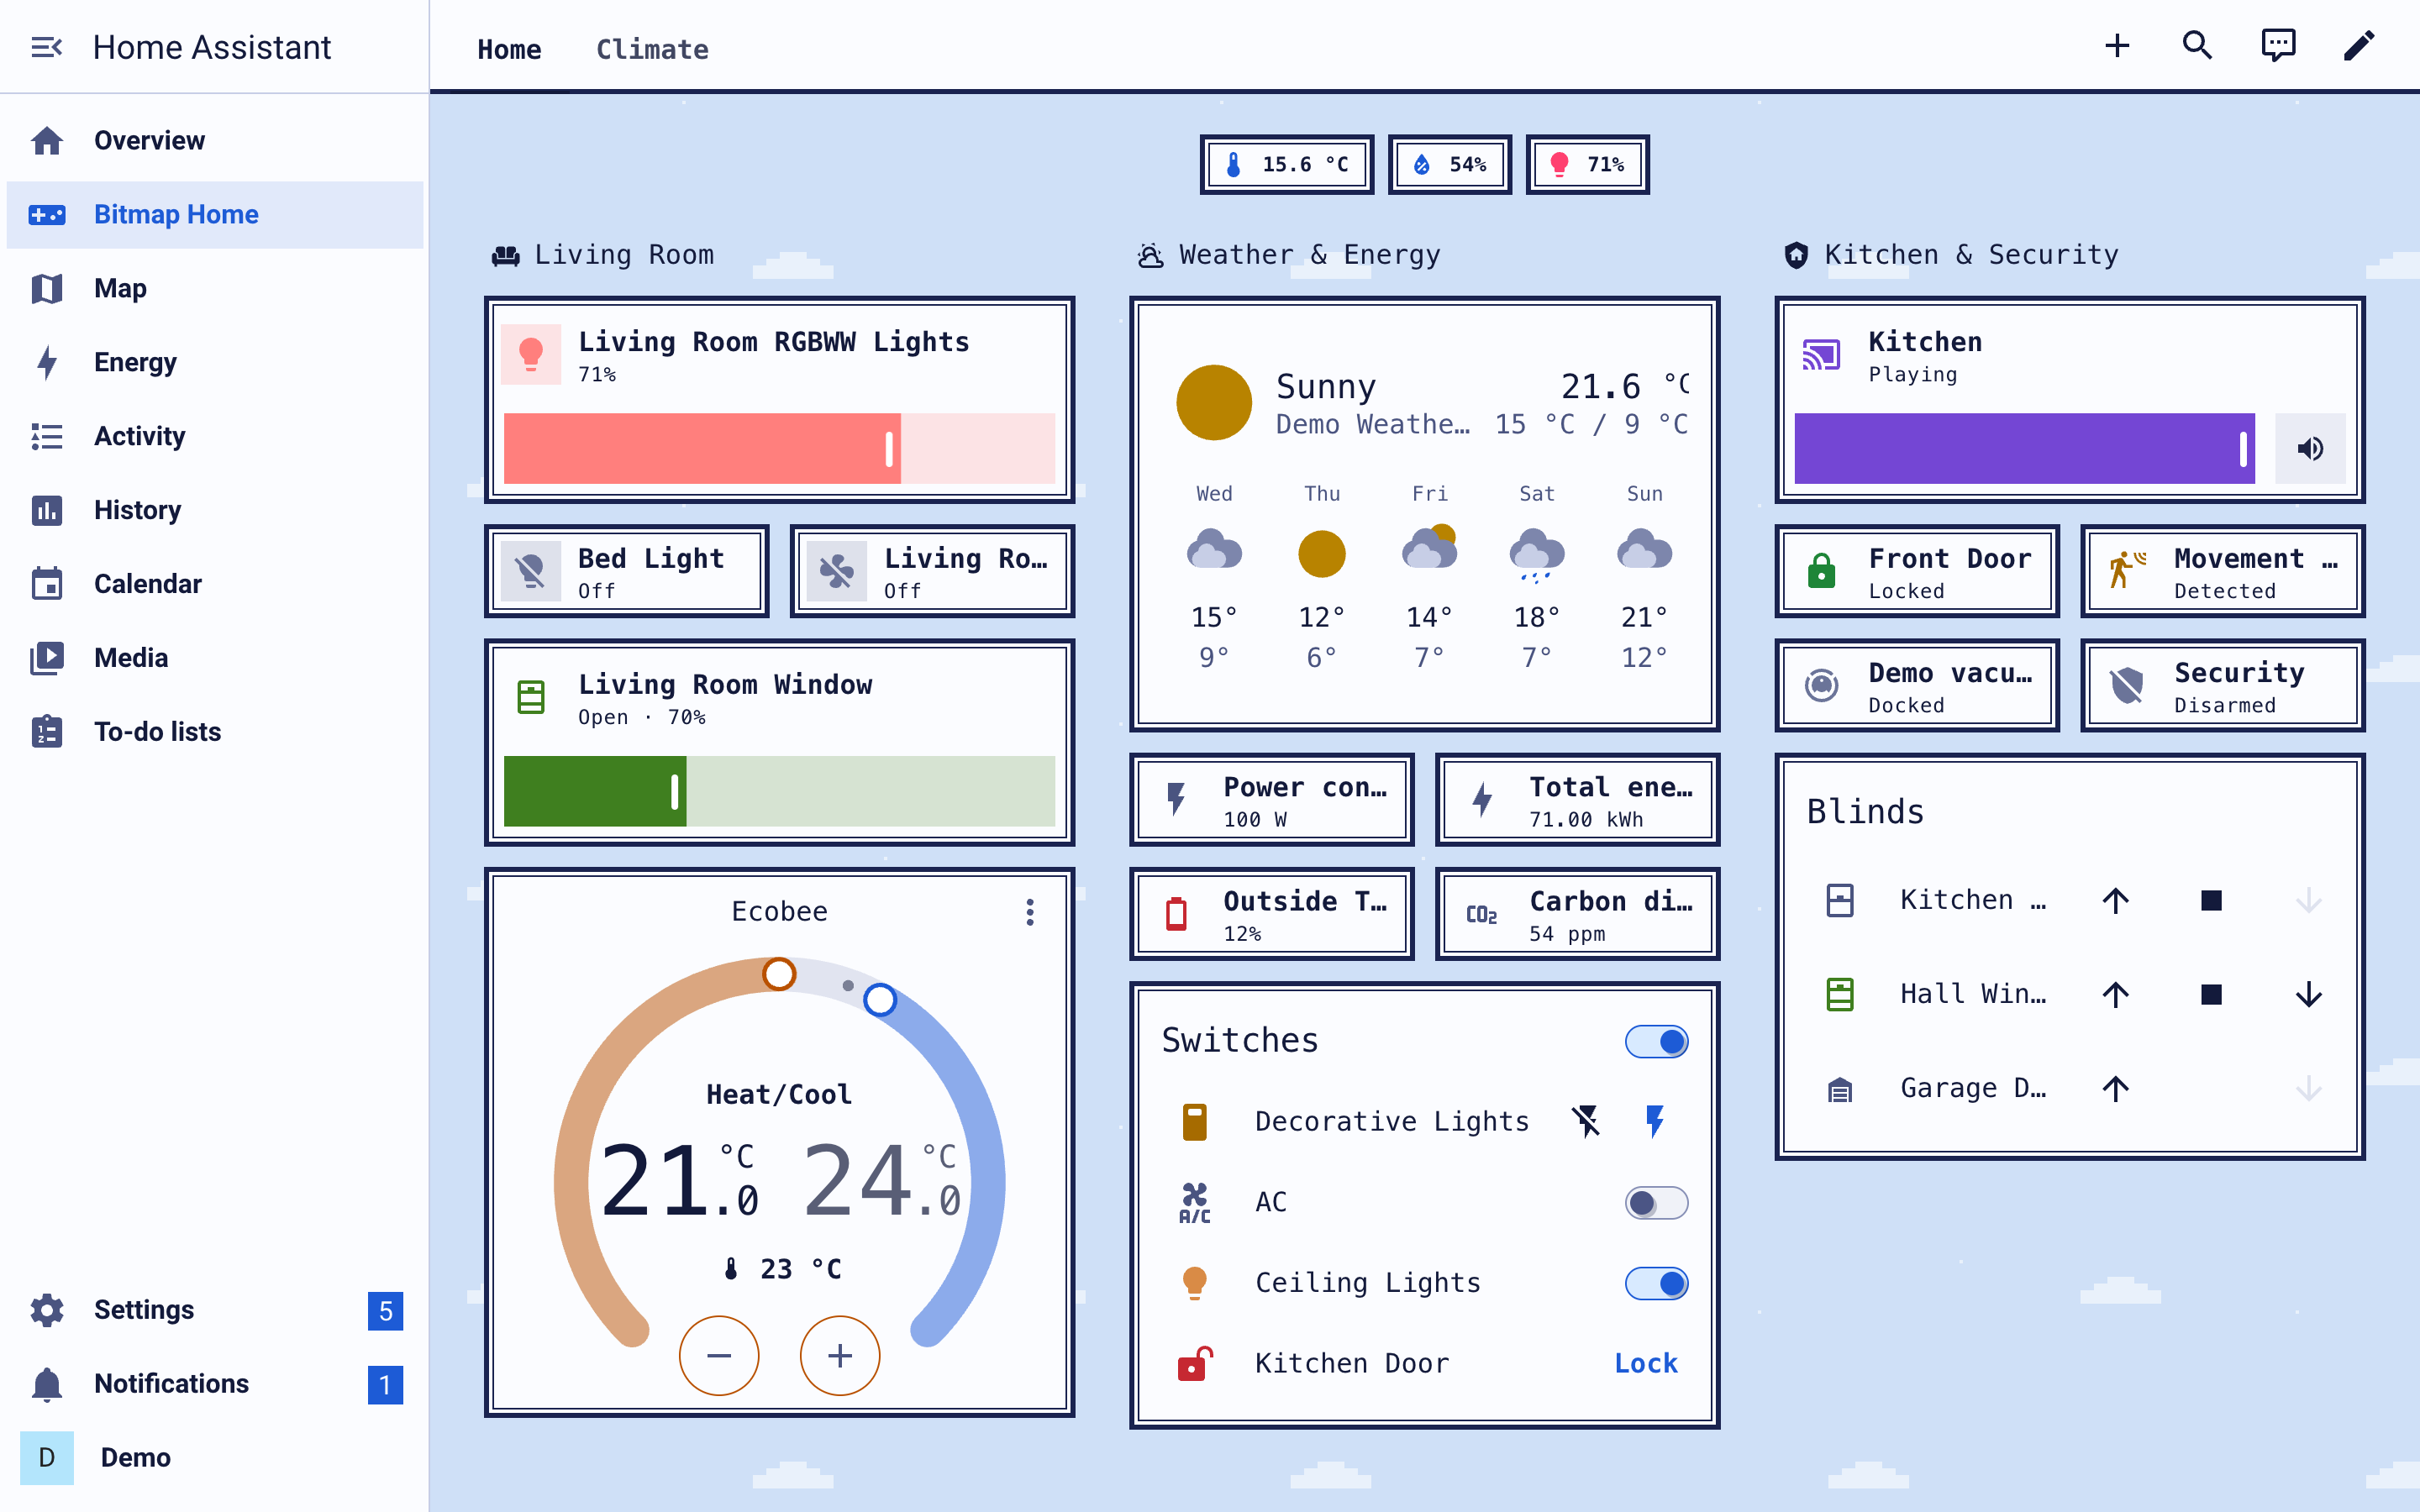 Home Assistant
Home
Climate
Overview
Bitmap Home
Map
Energy
Activity
History
Calendar
Media
To-do lists
Settings
5
Notifications
1
D
Demo
15.6 °C
54%
71%
Living Room
Living Room RGBWW Lights
71%
Bed Light
Off
Living Ro…
Off
Living Room Window
Open · 70%
Ecobee
Heat/Cool
21.0 °C
24.0 °C
23 °C
Weather & Energy
Sunny
21.6 °C
Demo Weathe…
15 °C / 9 °C
Wed Thu Fri Sat Sun
15° 12° 14° 18° 21°
9° 6° 7° 7° 12°
Power con…
100 W
Total ene…
71.00 kWh
Outside T…
12%
CO₂
Carbon di…
54 ppm
Switches
Decorative Lights
A/C
AC
Ceiling Lights
Kitchen Door
Lock
Kitchen & Security
Kitchen
Playing
Front Door
Locked
Movement …
Detected
Demo vacu…
Docked
Security
Disarmed
Blinds
Kitchen …
Hall Win…
Garage D…